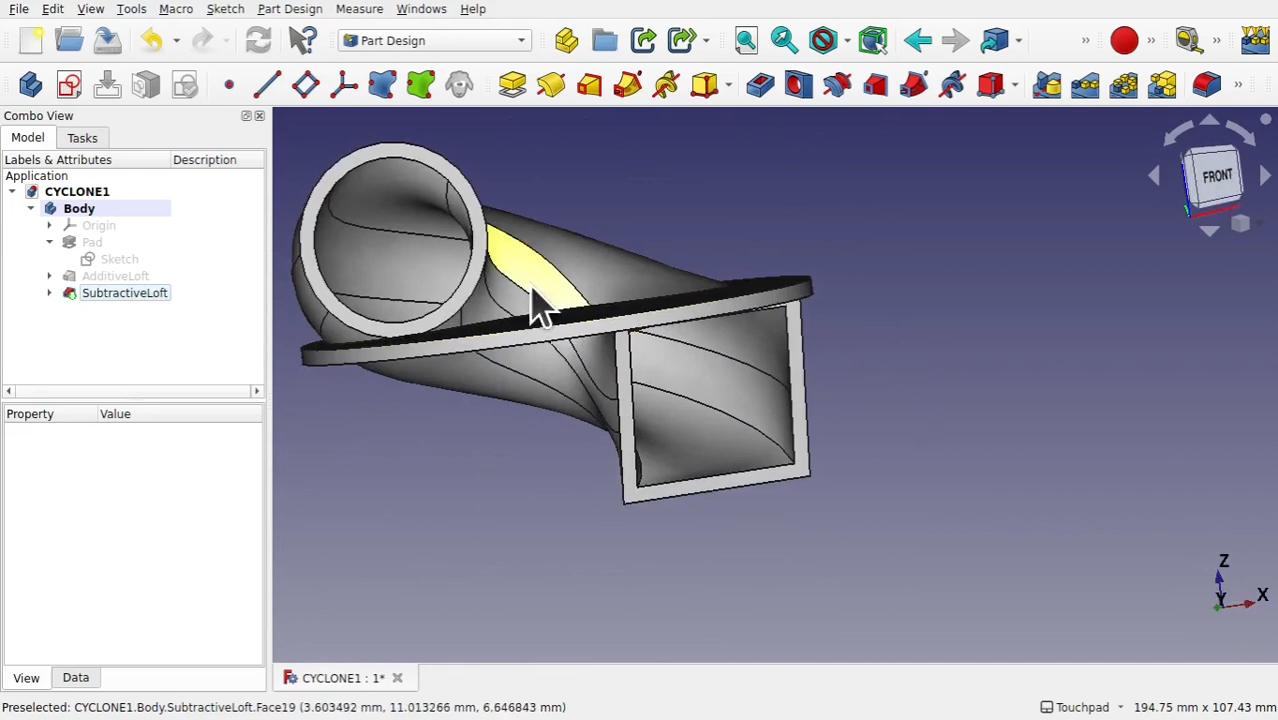 File Edit View Tools Macro Sketch Part Design Measure Windows Help
Part Design
Combo View
Model Tasks
Labels & Attributes Description
Application
CYCLONE1
Body
Origin
Pad
Sketch
AdditiveLoft
SubtractiveLoft
Property Value
View Data
FRONT
Z
X
Y
CYCLONE1 : 1*
Preselected: CYCLONE1.Body.SubtractiveLoft.Face19 (3.603492 mm, 11.013266 mm, 6.646843 mm) Touchpad 194.75 mm x 107.43 mm